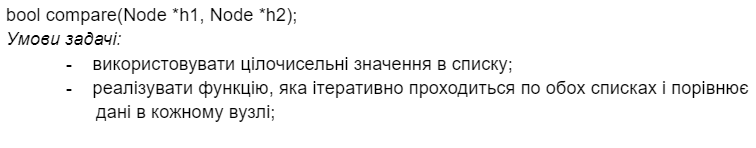 bool compare(Node *h1, Node *h2);
Умови задачі:
- використовувати цілочисельні значення в списку;
- реалізувати функцію, яка ітеративно проходиться по обох списках і порівнює
дані в кожному вузлі;